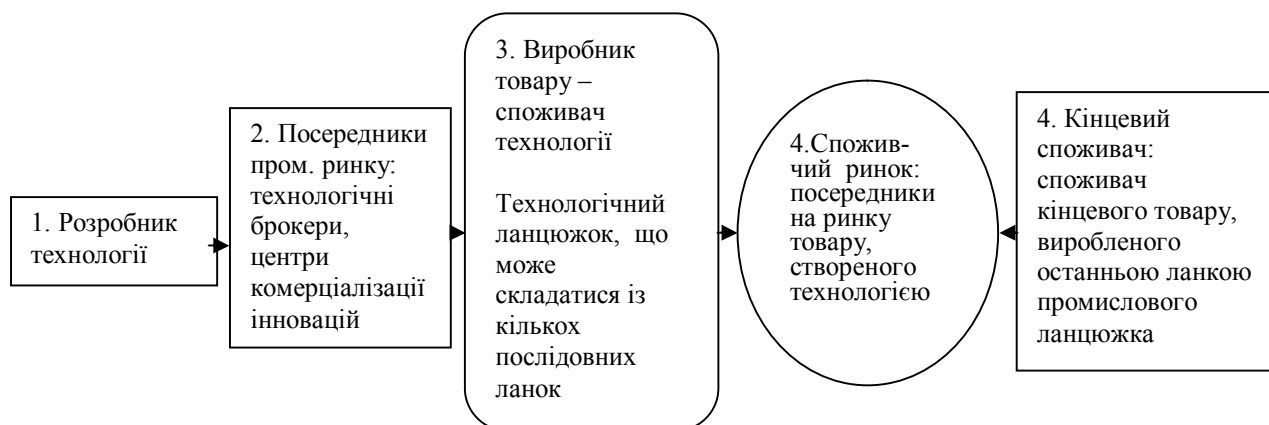 1. Розробник
технології
2. Посередники
пром. ринку:
технологічні
брокери,
центри
комерціалізації
інновацій
3. Виробник
товару –
споживач
технології
Технологічний
ланцюжок, що
може
складатися із
кількох
послідовних
ланок
4.Спожив-
чий ринок:
посередники
на ринку
товару,
створеного
технологією
4. Кінцевий
споживач:
споживач
кінцевого товару,
виробленого
останньою ланкою
промислового
ланцюжка